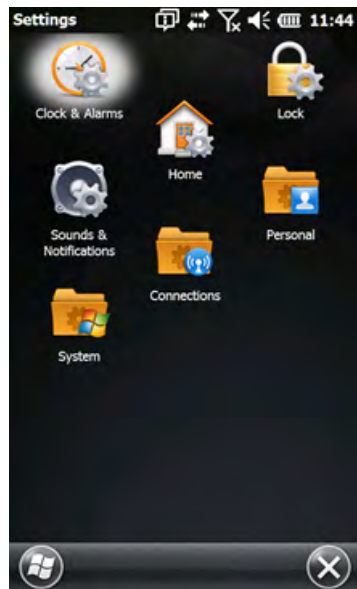 Settings 11:44
Clock & Alarms
Lock
Home
Sounds &
Notifications
Personal
Connections
System